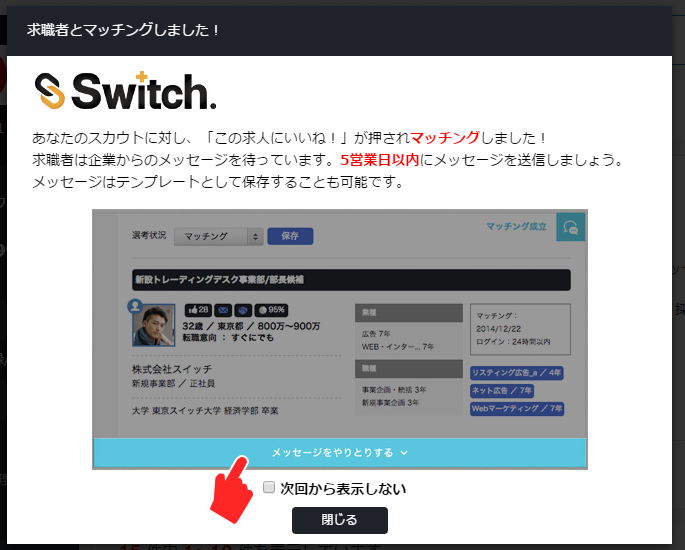 求職者とマッチングしました！
Switch.
あなたのスカウトに対し、「この求人にいいね！」が押されマッチングしました！
求職者は企業からのメッセージを待っています。5営業日以内にメッセージを送信しましょう。
メッセージはテンプレートとして保存することも可能です。
選考状況 マッチング 保存 マッチング成立
新設トレーディングデスク事業部/部長候補
28 95%
32歳 ／ 東京都 ／ 800万〜900万
転職意向 ： すぐにでも
株式会社スイッチ
新規事業部 ／ 正社員
大学 東京スイッチ大学 経済学部 卒業
業種
広告 7年
WEB・インター... 7年
職種
事業企画・統括 3年
新規事業企画 3年
マッチング：
2014/12/22
ログイン：24時間以内
リスティング広告_a ／ 4年
ネット広告 ／ 7年
Webマーケティング ／ 7年
メッセージをやりとりする
次回から表示しない
閉じる